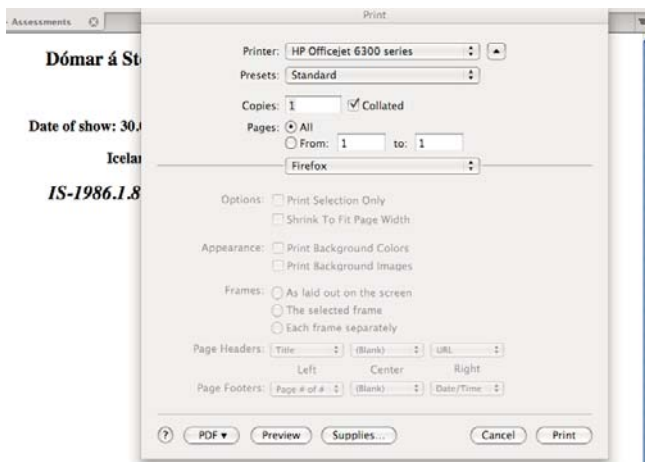 Assessments
Print
Dómar á St
Date of show: 30.
Icelan
IS-1986.1.8
Printer: HP Officejet 6300 series
Presets: Standard
Copies: 1 Collated
Pages: All
From: 1 to: 1
Firefox
Options: Print Selection Only
Shrink To Fit Page Width
Appearance: Print Background Colors
Print Background Images
Frames: As laid out on the screen
The selected frame
Each frame separately
Page Headers: Title (Blank) URL
Left Center Right
Page Footers: Page # of # (Blank) Date/Time
? PDF Preview Supplies... Cancel Print